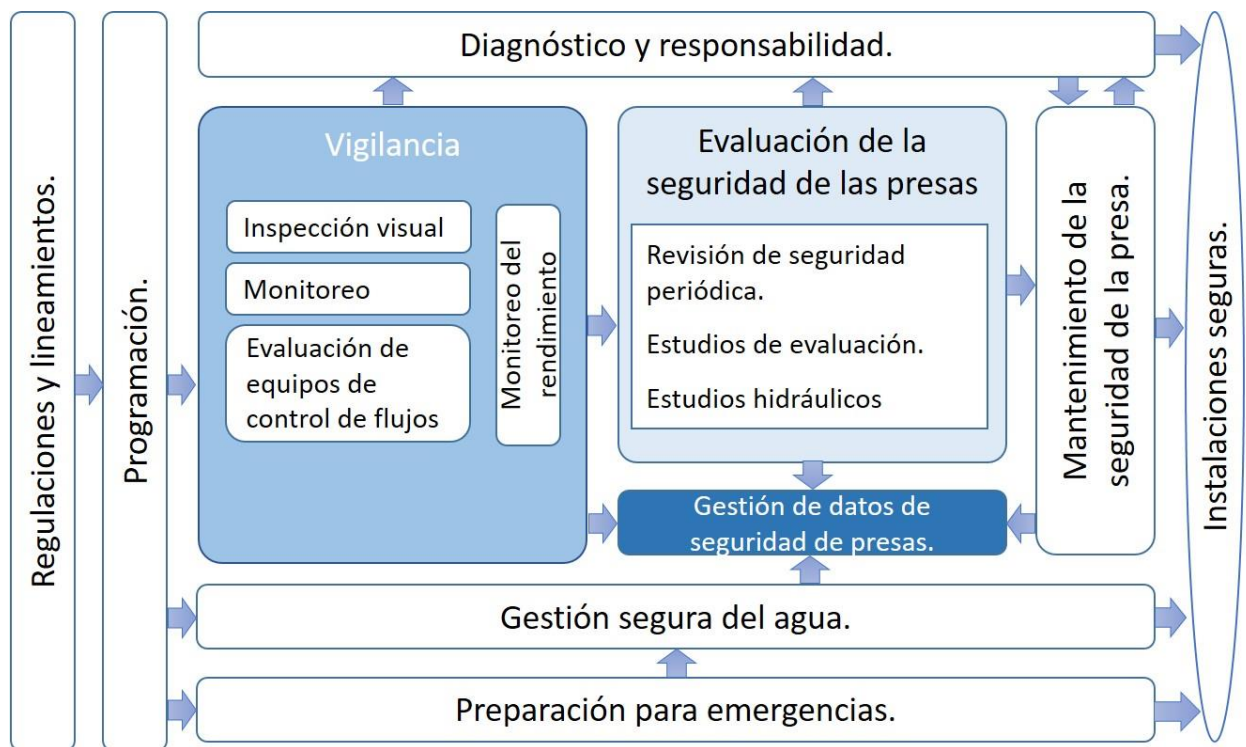 Regulaciones y lineamientos.
Programación.
Diagnóstico y responsabilidad.
Vigilancia
Inspección visual
Monitoreo
Evaluación de
equipos de
control de flujos
Monitoreo del
rendimiento
Evaluación de la
seguridad de las presas
Revisión de seguridad
periódica.
Estudios de evaluación.
Estudios hidráulicos
Gestión de datos de
seguridad de presas.
Mantenimiento de la
seguridad de la presa.
Instalaciones seguras.
Gestión segura del agua.
Preparación para emergencias.